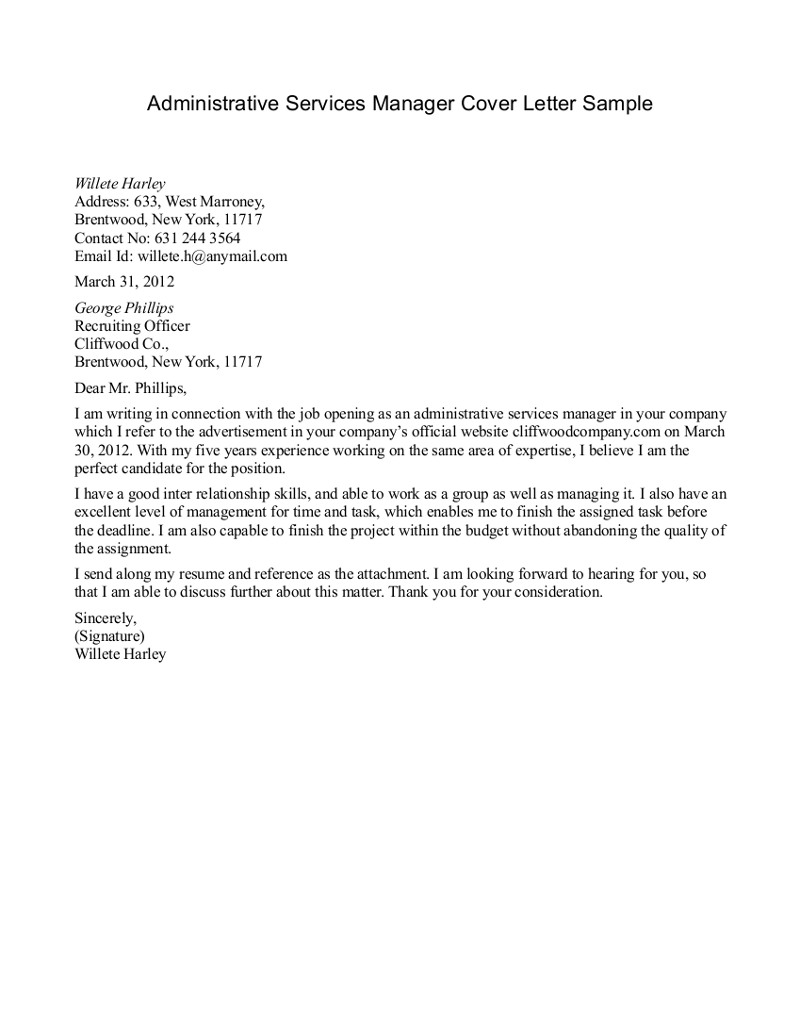 Administrative Services Manager Cover Letter Sample
Willete Harley
Address: 633, West Marroney,
Brentwood, New York, 11717
Contact No: 631 244 3564
Email Id: willete.h@anymail.com
March 31, 2012
George Phillips
Recruiting Officer
Cliffwood Co.,
Brentwood, New York, 11717
Dear Mr. Phillips,
I am writing in connection with the job opening as an administrative services manager in your company
which I refer to the advertisement in your company’s official website cliffwoodcompany.com on March
30, 2012. With my five years experience working on the same area of expertise, I believe I am the
perfect candidate for the position.
I have a good inter relationship skills, and able to work as a group as well as managing it. I also have an
excellent level of management for time and task, which enables me to finish the assigned task before
the deadline. I am also capable to finish the project within the budget without abandoning the quality of
the assignment.
I send along my resume and reference as the attachment. I am looking forward to hearing for you, so
that I am able to discuss further about this matter. Thank you for your consideration.
Sincerely,
(Signature)
Willete Harley